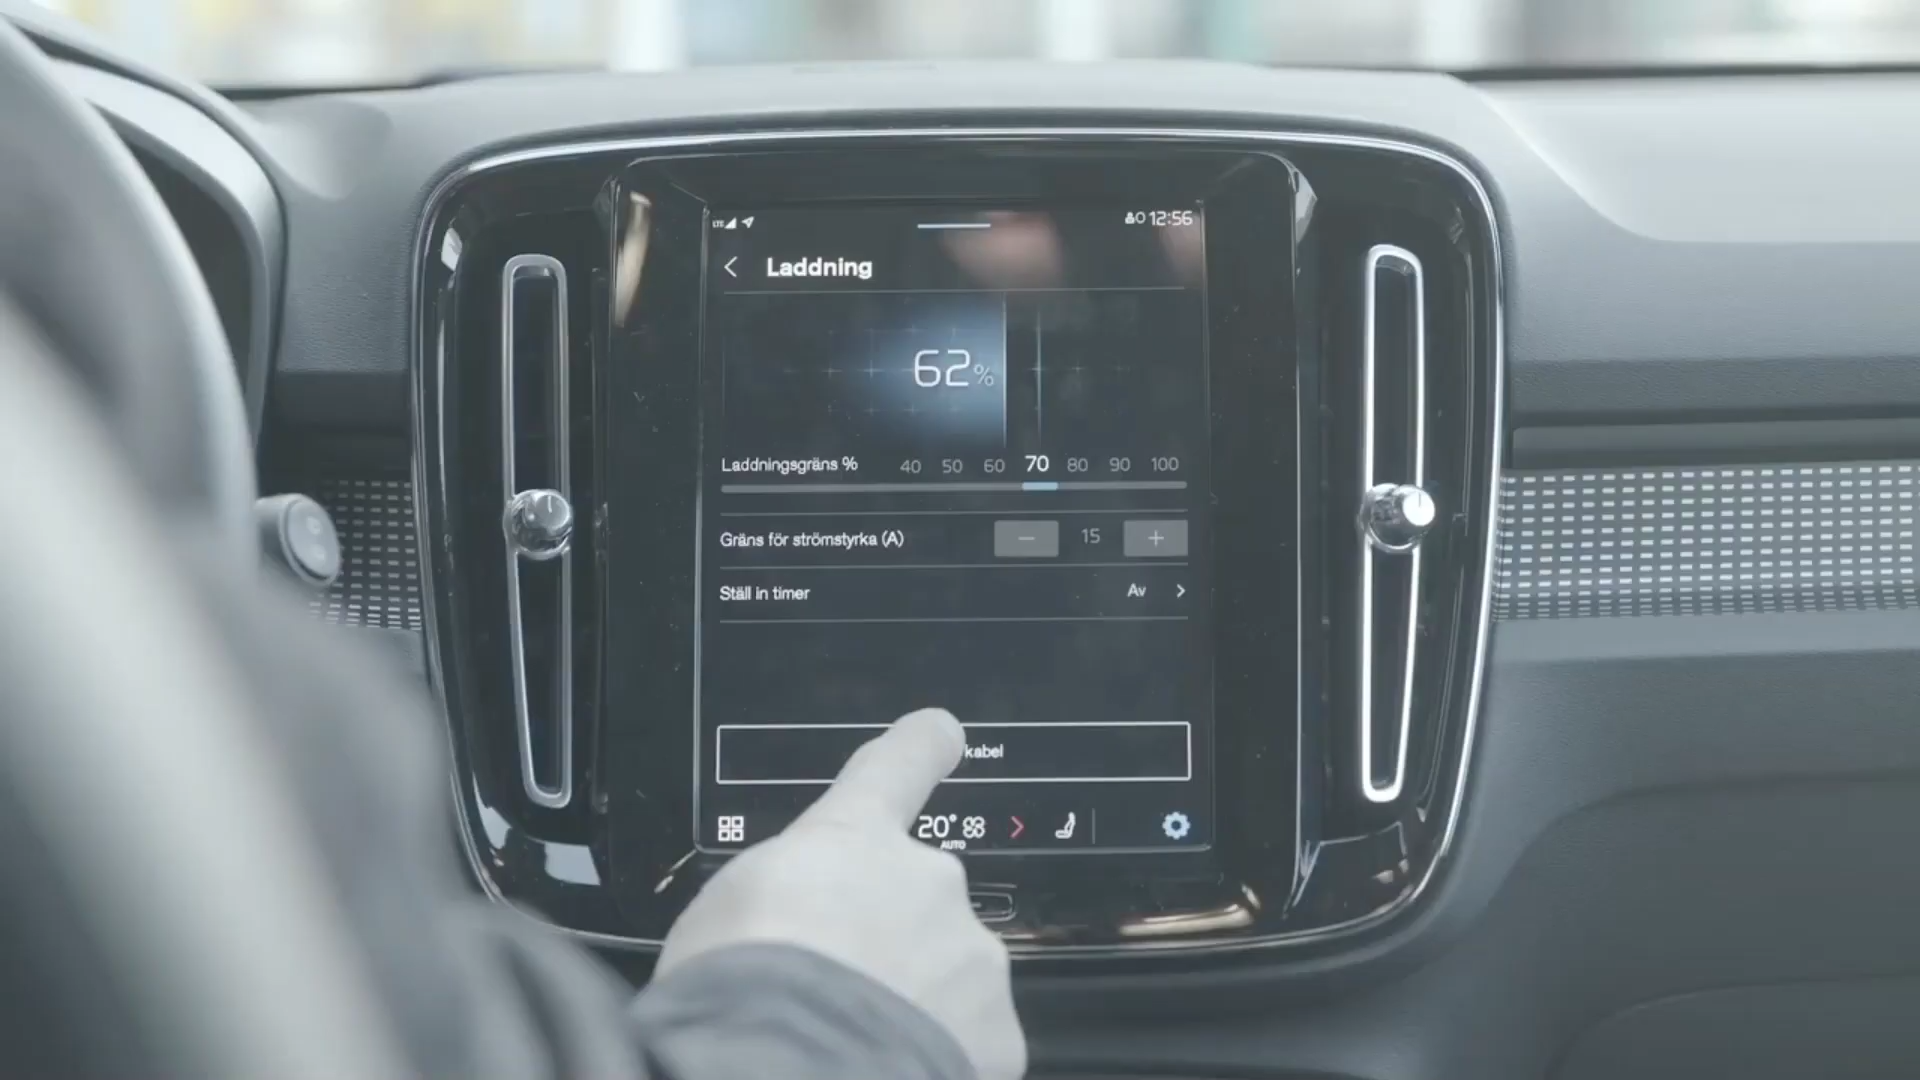 LTE 12:56
Laddning
62%
Laddningsgräns % 40 50 60 70 80 90 100
Gräns för strömstyrka (A) − 15 +
Ställ in timer Av >
kabel
20°
AUTO